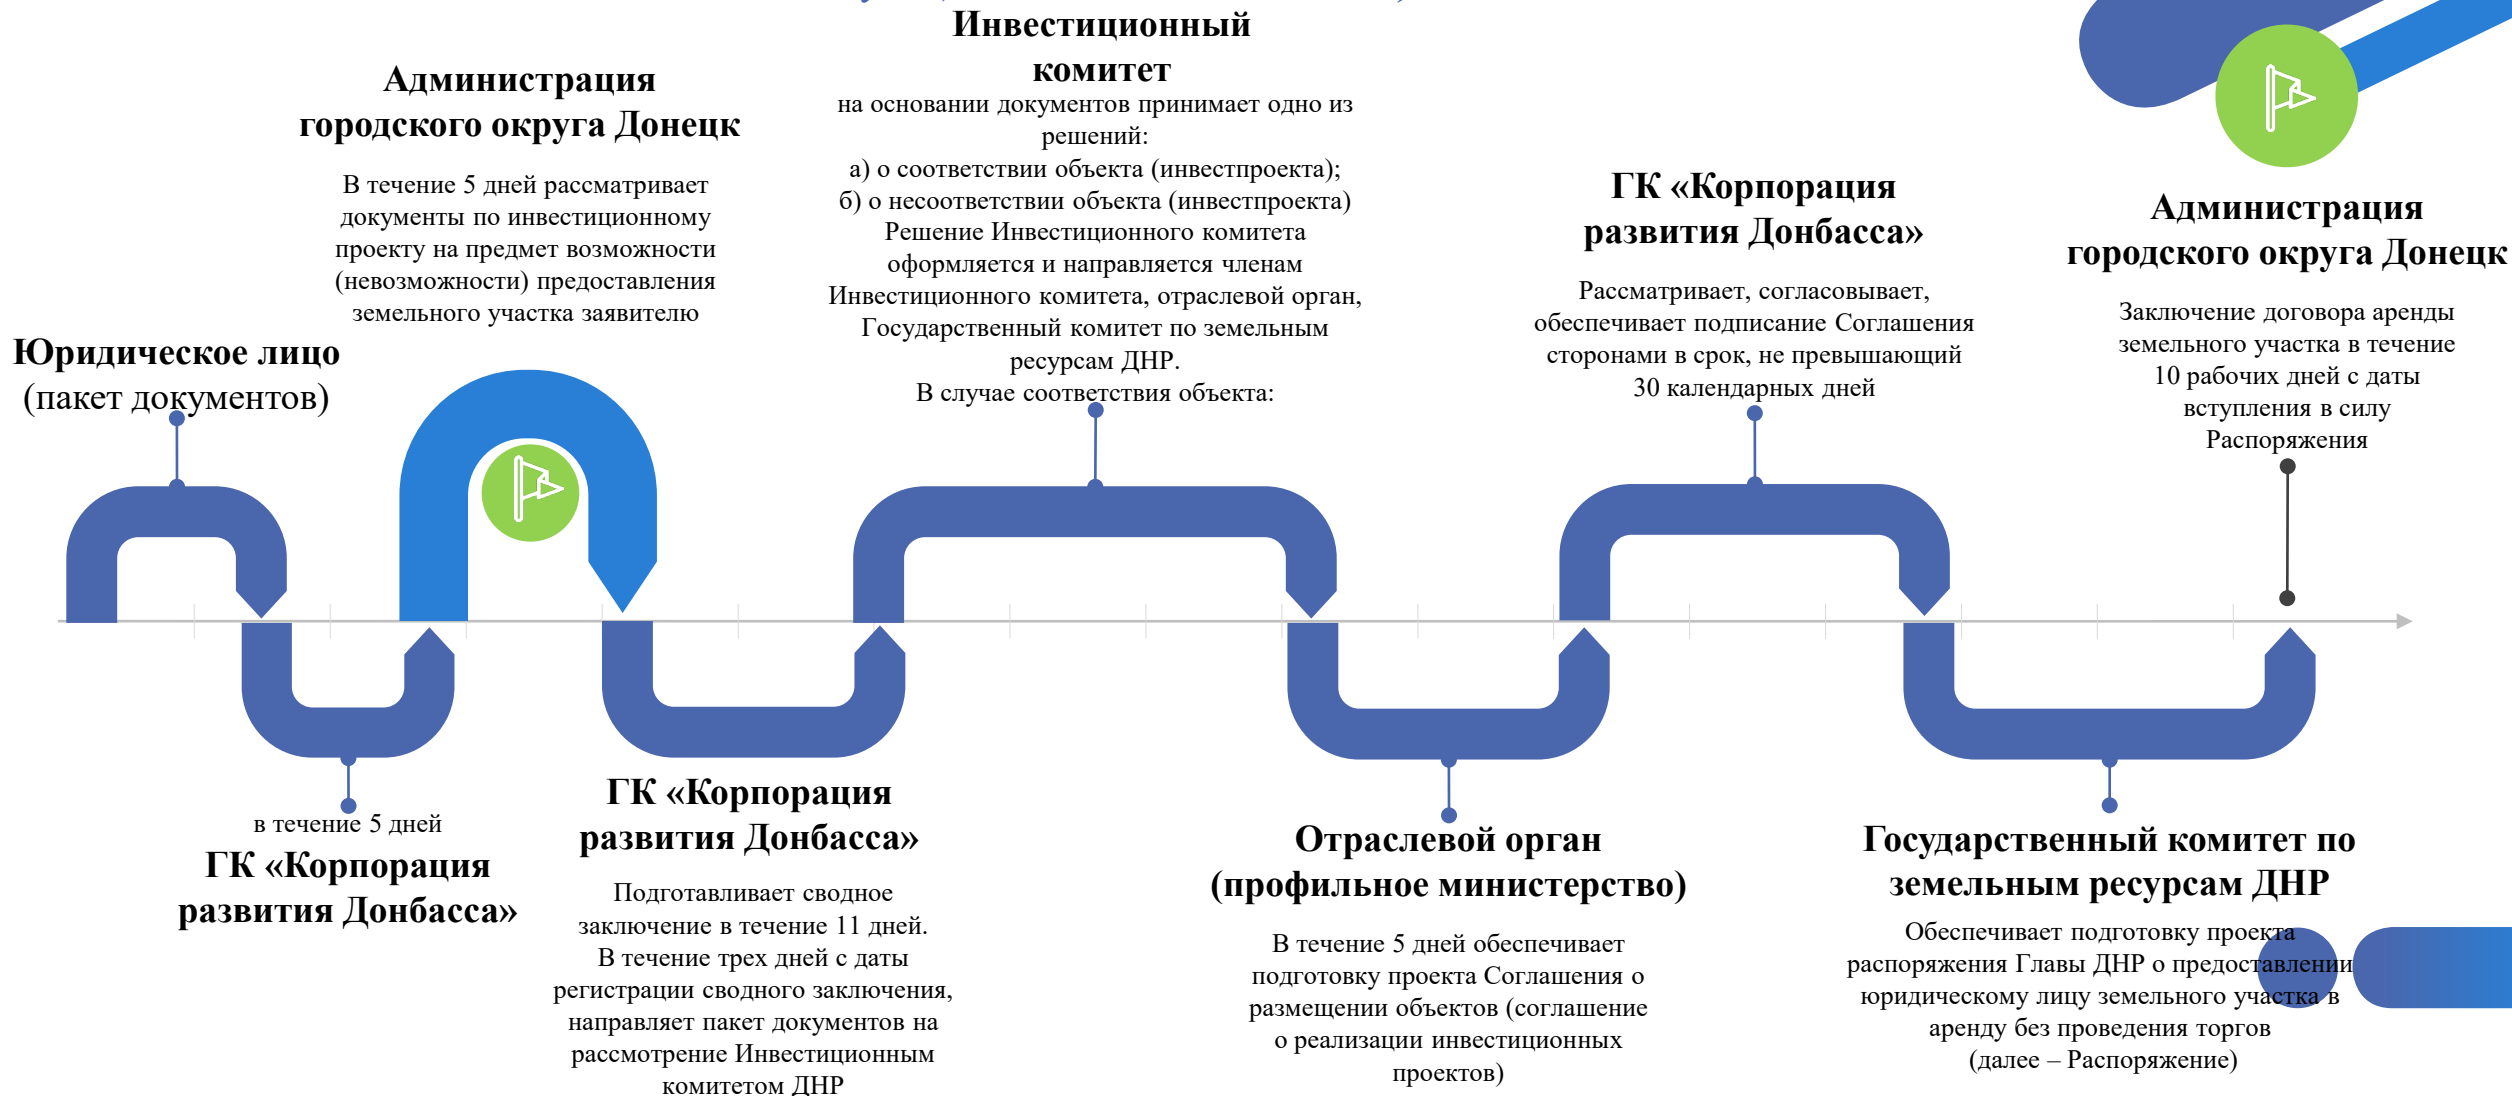 Юридическое лицо
(пакет документов)
в течение 5 дней
ГК «Корпорация
развития Донбасса»
Администрация
городского округа Донецк
В течение 5 дней рассматривает
документы по инвестиционному
проекту на предмет возможности
(невозможности) предоставления
земельного участка заявителю
ГК «Корпорация
развития Донбасса»
Подготавливает сводное
заключение в течение 11 дней.
В течение трех дней с даты
регистрации сводного заключения,
направляет пакет документов на
рассмотрение Инвестиционным
комитетом ДНР
Инвестиционный
комитет
на основании документов принимает одно из
решений:
а) о соответствии объекта (инвестпроекта);
б) о несоответствии объекта (инвестпроекта)
Решение Инвестиционного комитета
оформляется и направляется членам
Инвестиционного комитета, отраслевой орган,
Государственный комитет по земельным
ресурсам ДНР.
В случае соответствия объекта:
Отраслевой орган
(профильное министерство)
В течение 5 дней обеспечивает
подготовку проекта Соглашения о
размещении объектов (соглашение
о реализации инвестиционных
проектов)
ГК «Корпорация
развития Донбасса»
Рассматривает, согласовывает,
обеспечивает подписание Соглашения
сторонами в срок, не превышающий
30 календарных дней
Государственный комитет по
земельным ресурсам ДНР
Обеспечивает подготовку проекта
распоряжения Главы ДНР о предоставлении
юридическому лицу земельного участка в
аренду без проведения торгов
(далее – Распоряжение)
Администрация
городского округа Донецк
Заключение договора аренды
земельного участка в течение
10 рабочих дней с даты
вступления в силу
Распоряжения